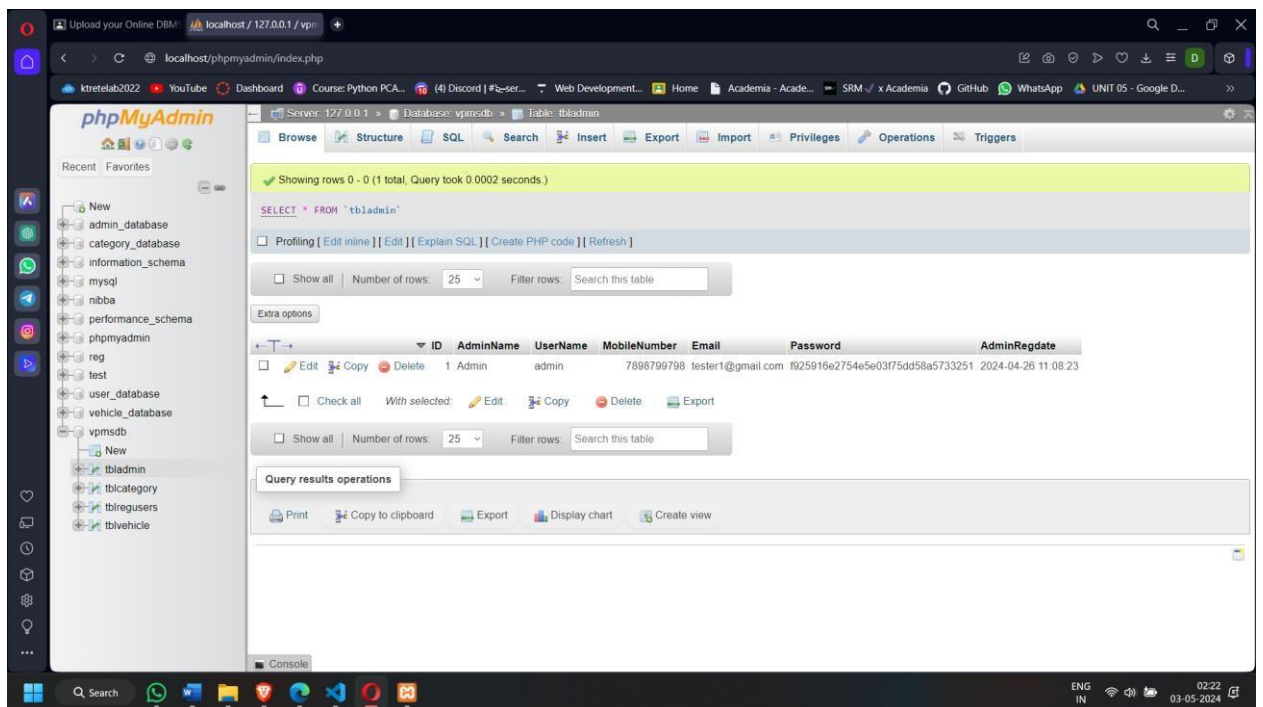 Upload your Online DBMS localhost / 127.0.0.1 / vpm
localhost/phpmyadmin/index.php D
ktretelab2022 YouTube Dashboard Course: Python PCA... (4) Discord | Web Development... Home Academia - Acade... SRM x Academia GitHub WhatsApp UNIT 05 - Google D... »
phpMyAdmin
Recent Favorites
New
admin_database
category_database
information_schema
mysql
nibba
performance_schema
phpmyadmin
reg
test
user_database
vehicle_database
vpmsdb
New
tbladmin
tblcategory
tblregusers
tblvehicle
Server: 127.0.0.1 » Database: vpmsdb » Table: tbladmin
Browse Structure SQL Search Insert Export Import Privileges Operations Triggers
Showing rows 0 - 0 (1 total, Query took 0.0002 seconds.)
SELECT * FROM `tbladmin`
Profiling [ Edit inline ] [ Edit ] [ Explain SQL ] [ Create PHP code ] [ Refresh ]
Show all | Number of rows: 25 Filter rows: Search this table
Extra options
←T→ ID AdminName UserName MobileNumber Email Password AdminRegdate
Edit Copy Delete 1 Admin admin 7898799798 tester1@gmail.com f925916e2754e5e03f75dd58a5733251 2024-04-26 11:08:23
Check all With selected: Edit Copy Delete Export
Show all | Number of rows: 25 Filter rows: Search this table
Query results operations
Print Copy to clipboard Export Display chart Create view
Console
Search ENG IN 02:22 03-05-2024